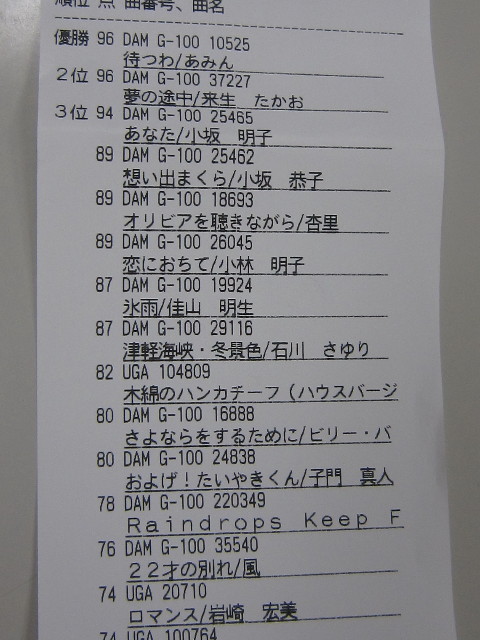 順位 点 曲番号、曲名
優勝 96 DAM G-100 10525
待つわ/あみん
2位 96 DAM G-100 37227
夢の途中/来生 たかお
3位 94 DAM G-100 25465
あなた/小坂 明子
89 DAM G-100 25462
想い出まくら/小坂 恭子
89 DAM G-100 18693
オリビアを聴きながら/杏里
89 DAM G-100 26045
恋におちて/小林 明子
87 DAM G-100 19924
氷雨/佳山 明生
87 DAM G-100 29116
津軽海峡・冬景色/石川 さゆり
82 UGA 104809
木綿のハンカチーフ(ハウスバージ
80 DAM G-100 16888
さよならをするために/ビリー・バ
80 DAM G-100 24838
およげ!たいやきくん/子門 真人
78 DAM G-100 220349
Raindrops Keep F
76 DAM G-100 35540
22才の別れ/風
74 UGA 20710
ロマンス/岩崎 宏美
74 UGA 100764